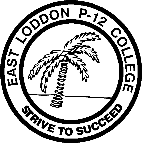 EAST LODDON P-12 COLLEGE
STRIVE TO SUCCEED